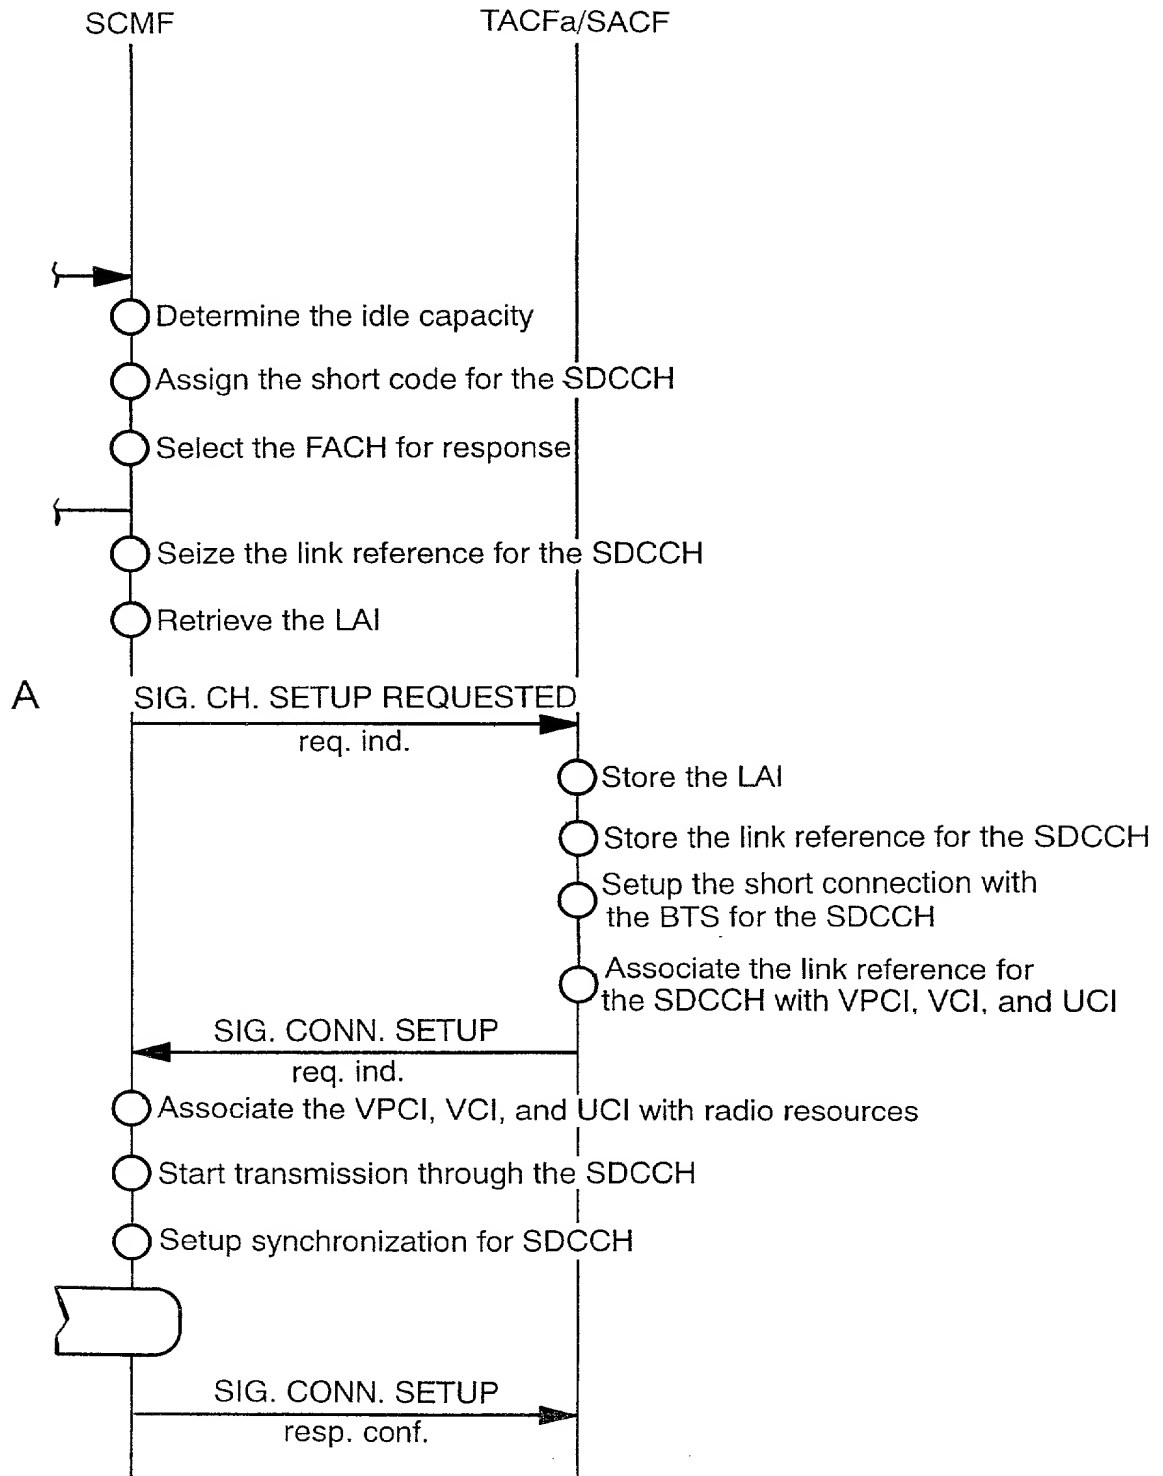 SCMF
TACFa/SACF
Determine the idle capacity
Assign the short code for the SDCCH
Select the FACH for response
Seize the link reference for the SDCCH
Retrieve the LAI
A
SIG. CH. SETUP REQUESTED
req. ind.
Store the LAI
Store the link reference for the SDCCH
Setup the short connection with
the BTS for the SDCCH
Associate the link reference for
the SDCCH with VPCI, VCI, and UCI
SIG. CONN. SETUP
req. ind.
Associate the VPCI, VCI, and UCI with radio resources
Start transmission through the SDCCH
Setup synchronization for SDCCH
SIG. CONN. SETUP
resp. conf.